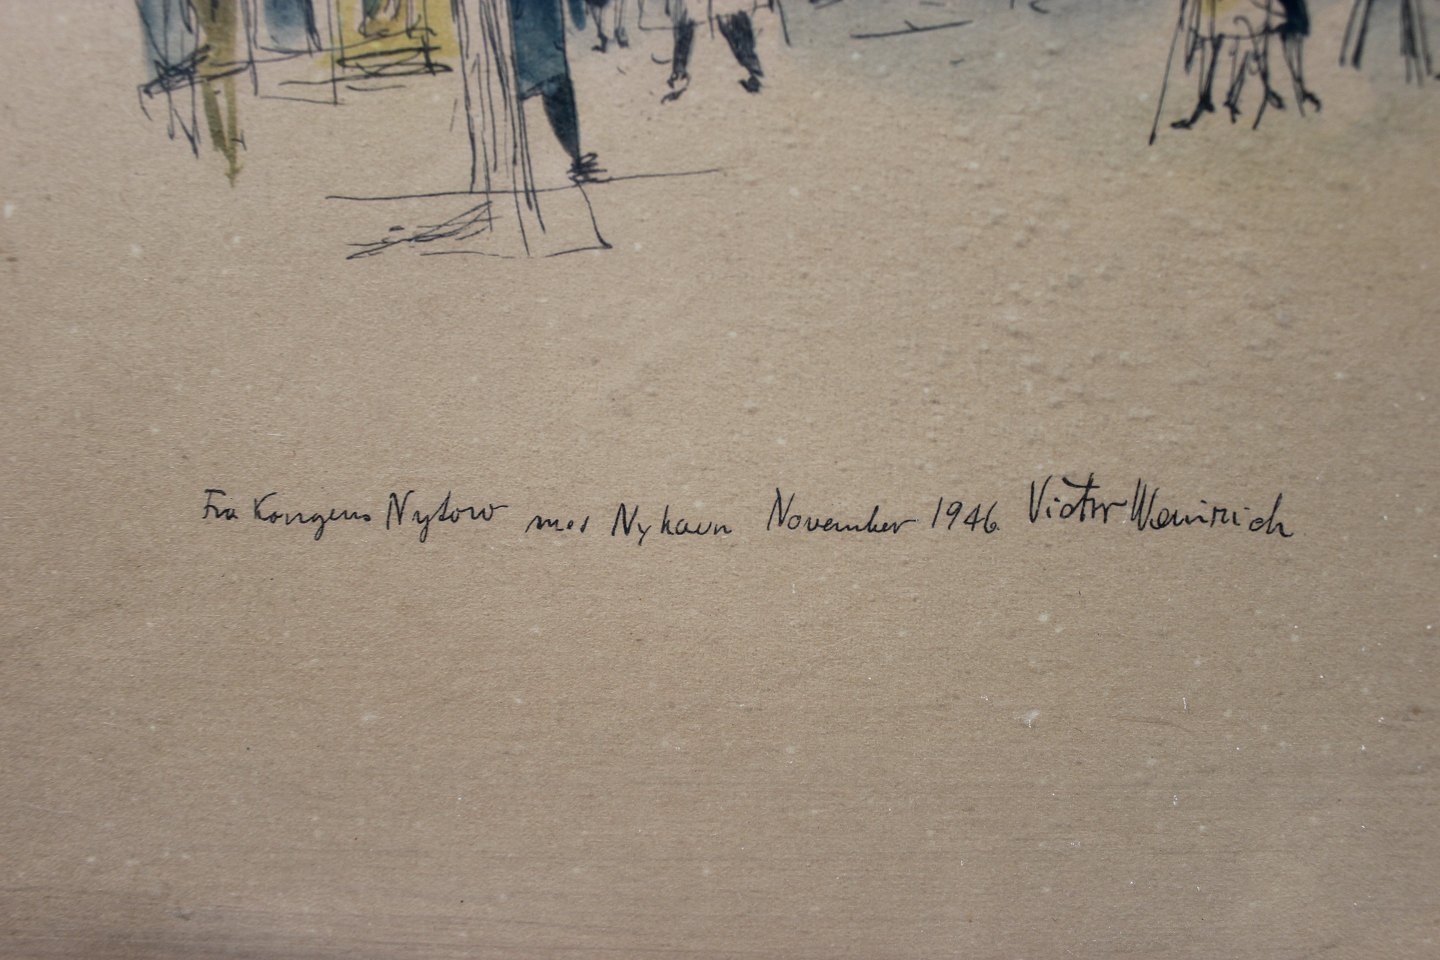 Fra Kongens Nytorv mod Nyhavn November 1946 Victor Weinrich